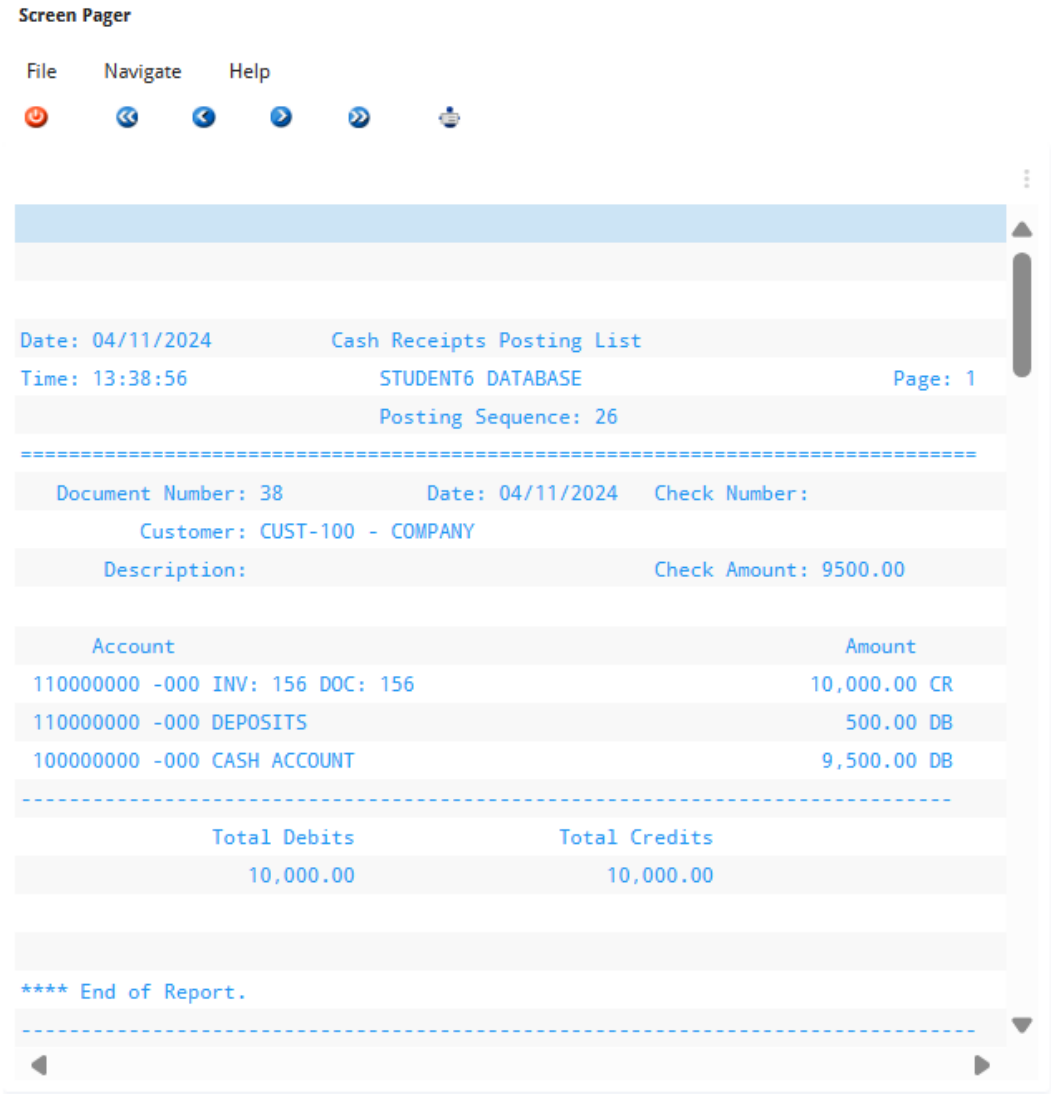 Screen Pager
File Navigate Help
Date: 04/11/2024 Cash Receipts Posting List
Time: 13:38:56 STUDENT6 DATABASE Page: 1
Posting Sequence: 26
================================================================================
Document Number: 38 Date: 04/11/2024 Check Number:
Customer: CUST-100 - COMPANY
Description: Check Amount: 9500.00
Account Amount
110000000 -000 INV: 156 DOC: 156 10,000.00 CR
110000000 -000 DEPOSITS 500.00 DB
100000000 -000 CASH ACCOUNT 9,500.00 DB
------------------------------------------------------------------------------
Total Debits Total Credits
10,000.00 10,000.00
**** End of Report.
--------------------------------------------------------------------------------